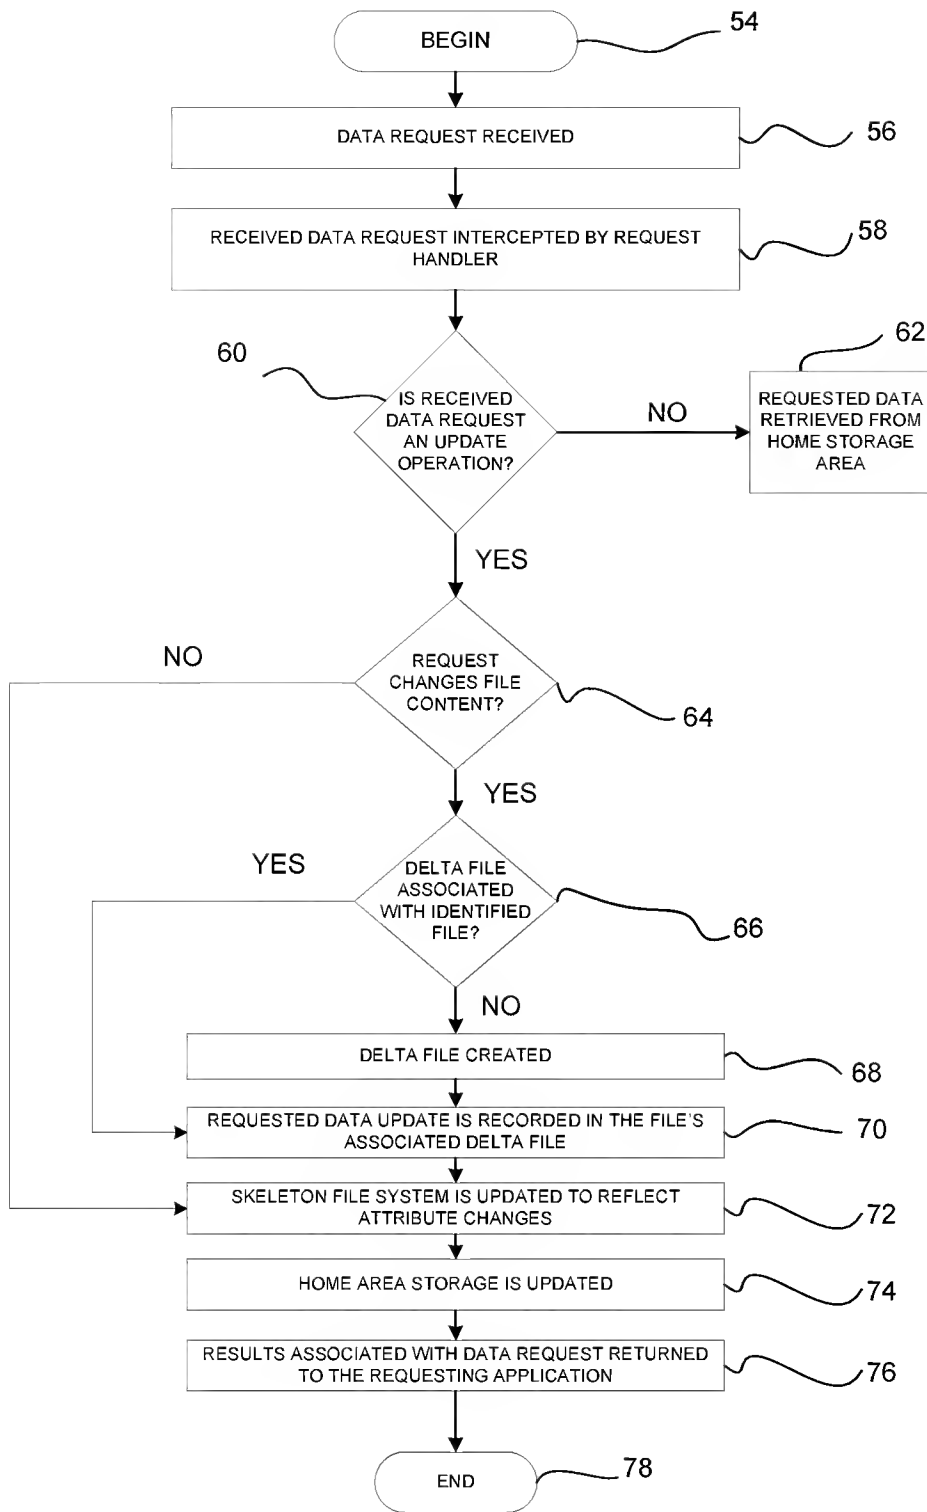 BEGIN
54
DATA REQUEST RECEIVED
56
RECEIVED DATA REQUEST INTERCEPTED BY REQUEST
HANDLER
58
60
IS RECEIVED
DATA REQUEST
AN UPDATE
OPERATION?
NO
62
REQUESTED DATA
RETRIEVED FROM
HOME STORAGE
AREA
YES
NO
REQUEST
CHANGES FILE
CONTENT?
64
YES
YES
DELTA FILE
ASSOCIATED
WITH IDENTIFIED
FILE?
66
NO
DELTA FILE CREATED
68
REQUESTED DATA UPDATE IS RECORDED IN THE FILE'S
ASSOCIATED DELTA FILE
70
SKELETON FILE SYSTEM IS UPDATED TO REFLECT
ATTRIBUTE CHANGES
72
HOME AREA STORAGE IS UPDATED
74
RESULTS ASSOCIATED WITH DATA REQUEST RETURNED
TO THE REQUESTING APPLICATION
76
END
78